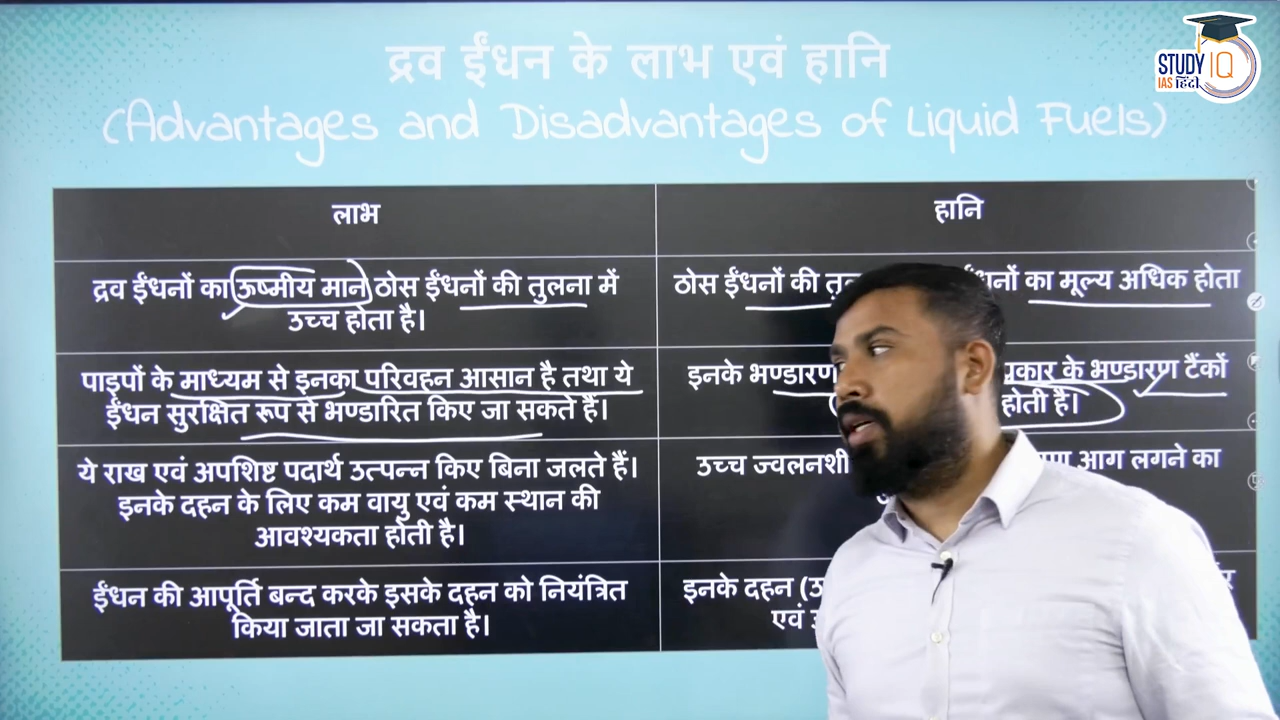 STUDY IQ
IAS हिंदी
द्रव ईंधन के लाभ एवं हानि
(Advantages and Disadvantages of Liquid Fuels)
लाभ
हानि
द्रव ईंधनों का ऊष्मीय मान ठोस ईंधनों की तुलना में
उच्च होता है।
ठोस ईंधनों की का मूल्य अधिक होता
पाइपों के माध्यम से इनका परिवहन आसान है तथा ये
ईंधन सुरक्षित रूप से भण्डारित किए जा सकते हैं।
इनके भण्डारण प्रकार के भण्डारण टैंकों
होती है।
ये राख एवं अपशिष्ट पदार्थ उत्पन्न किए बिना जलते हैं।
इनके दहन के लिए कम वायु एवं कम स्थान की
आवश्यकता होती है।
उच्च आग लगने का
ईंधन की आपूर्ति बन्द करके इसके दहन को नियंत्रित
किया जाता जा सकता है।
इनके दहन
एवं